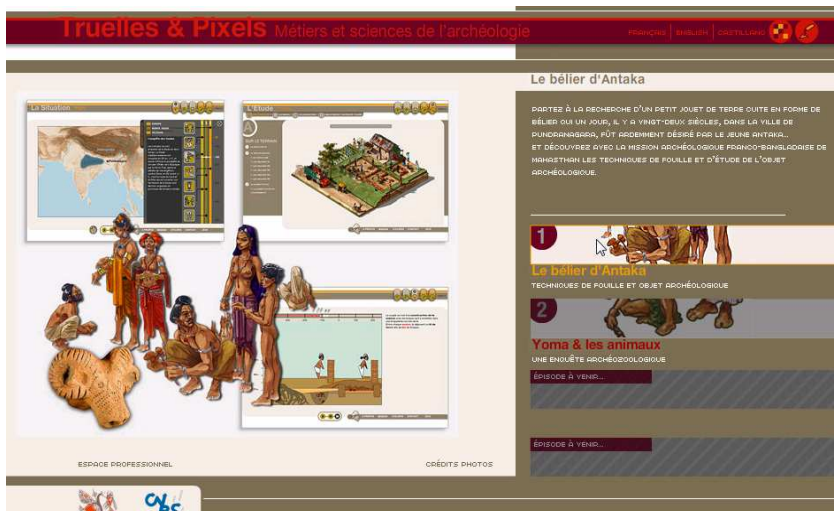 Truelles & Pixels Métiers et sciences de l'archéologie
FRANÇAIS | ENGLISH | CASTELLANO
Le bélier d'Antaka
La Situation
L'Etude
PARTEZ À LA RECHERCHE D'UN PETIT JOUET DE TERRE CUITE EN FORME DE
BÉLIER QUI UN JOUR, IL Y A VINGT-DEUX SIÈCLES, DANS LA VILLE DE
PUNDRANAGARA, FÛT ARDEMMENT DÉSIRÉ PAR LE JEUNE ANTAKA...
ET DÉCOUVREZ AVEC LA MISSION ARCHÉOLOGIQUE FRANCO-BANGLADAISE DE
MAHASTHAN LES TECHNIQUES DE FOUILLE ET D'ÉTUDE DE L'OBJET
ARCHÉOLOGIQUE.
1
Le bélier d'Antaka
TECHNIQUES DE FOUILLE ET OBJET ARCHÉOLOGIQUE
2
Yoma & les animaux
UNE ENQUÊTE ARCHÉOZOOLOGIQUE
ÉPISODE À VENIR...
ÉPISODE À VENIR...
ESPACE PROFESSIONNEL
CRÉDITS PHOTOS
CNRS